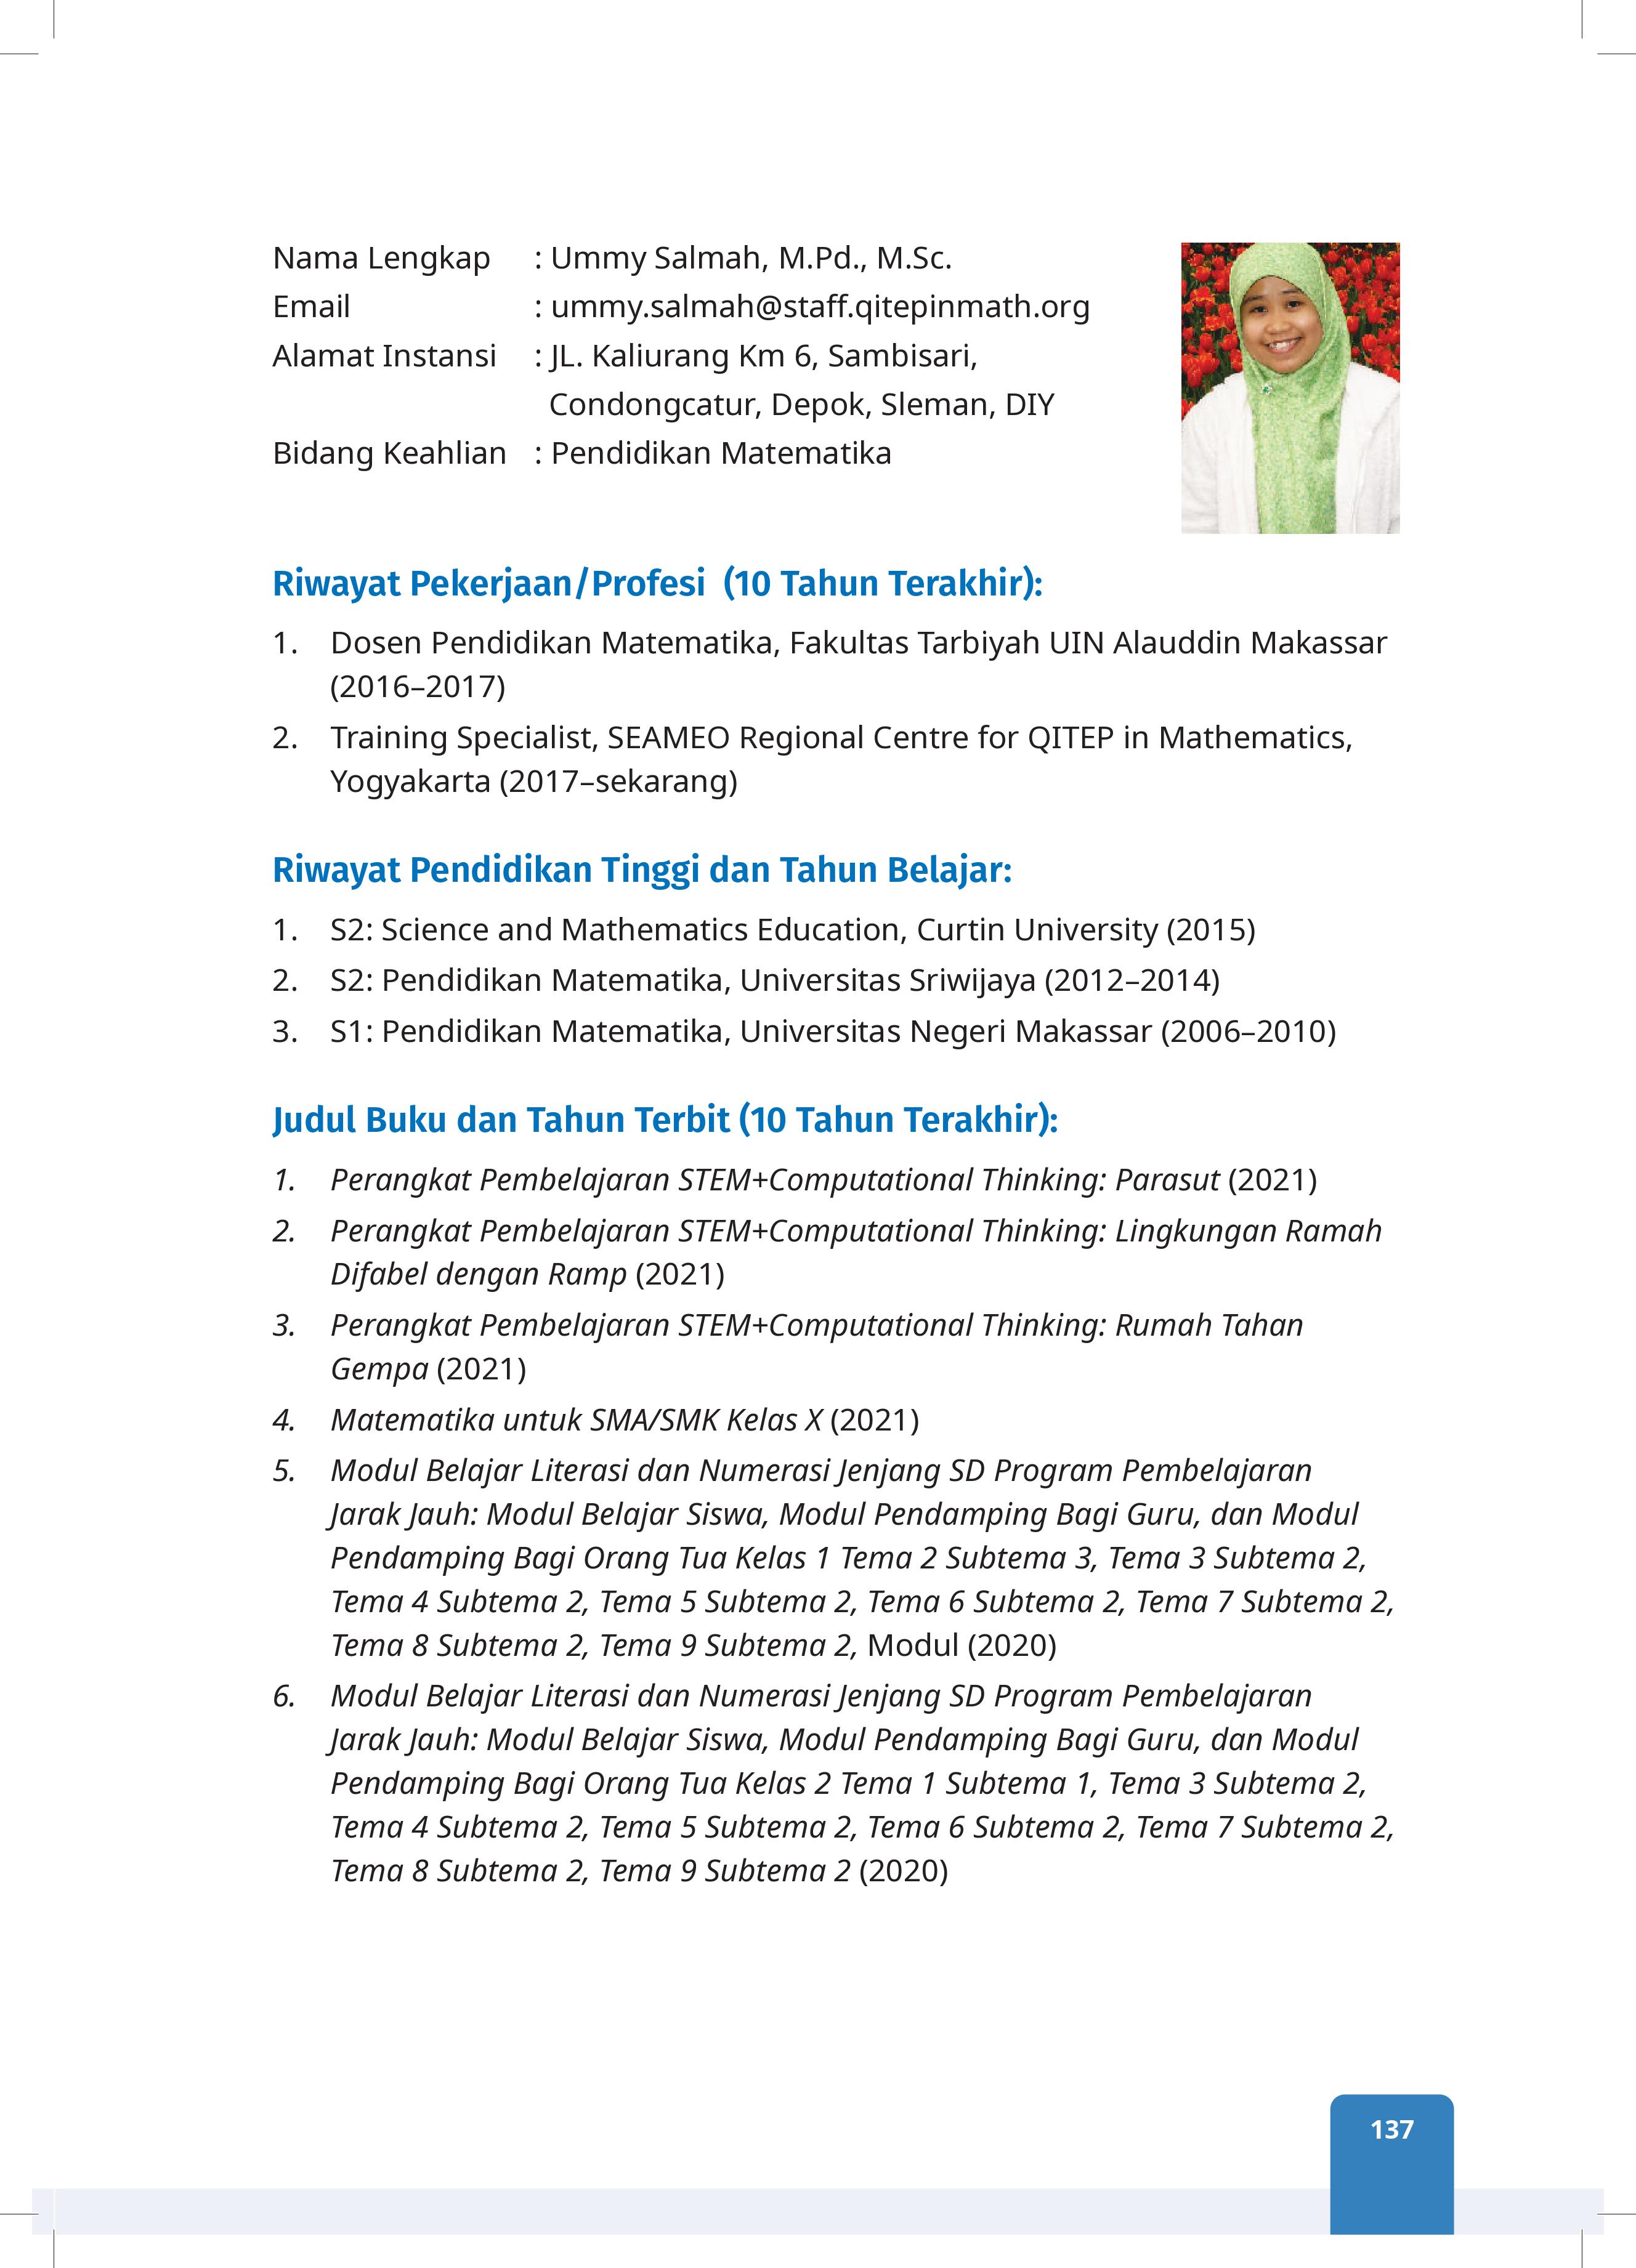 Nama Lengkap : Ummy Salmah, M.Pd., M.Sc.
Email : ummy.salmah@staff.qitepinmath.org
Alamat Instansi : JL. Kaliurang Km 6, Sambisari,
Condongcatur, Depok, Sleman, DIY
Bidang Keahlian : Pendidikan Matematika
Riwayat Pekerjaan/Profesi (10 Tahun Terakhir):
1. Dosen Pendidikan Matematika, Fakultas Tarbiyah UIN Alauddin Makassar
(2016–2017)
2. Training Specialist, SEAMEO Regional Centre for QITEP in Mathematics,
Yogyakarta (2017–sekarang)
Riwayat Pendidikan Tinggi dan Tahun Belajar:
1. S2: Science and Mathematics Education, Curtin University (2015)
2. S2: Pendidikan Matematika, Universitas Sriwijaya (2012–2014)
3. S1: Pendidikan Matematika, Universitas Negeri Makassar (2006–2010)
Judul Buku dan Tahun Terbit (10 Tahun Terakhir):
1. Perangkat Pembelajaran STEM+Computational Thinking: Parasut (2021)
2. Perangkat Pembelajaran STEM+Computational Thinking: Lingkungan Ramah
Difabel dengan Ramp (2021)
3. Perangkat Pembelajaran STEM+Computational Thinking: Rumah Tahan
Gempa (2021)
4. Matematika untuk SMA/SMK Kelas X (2021)
5. Modul Belajar Literasi dan Numerasi Jenjang SD Program Pembelajaran
Jarak Jauh: Modul Belajar Siswa, Modul Pendamping Bagi Guru, dan Modul
Pendamping Bagi Orang Tua Kelas 1 Tema 2 Subtema 3, Tema 3 Subtema 2,
Tema 4 Subtema 2, Tema 5 Subtema 2, Tema 6 Subtema 2, Tema 7 Subtema 2,
Tema 8 Subtema 2, Tema 9 Subtema 2, Modul (2020)
6. Modul Belajar Literasi dan Numerasi Jenjang SD Program Pembelajaran
Jarak Jauh: Modul Belajar Siswa, Modul Pendamping Bagi Guru, dan Modul
Pendamping Bagi Orang Tua Kelas 2 Tema 1 Subtema 1, Tema 3 Subtema 2,
Tema 4 Subtema 2, Tema 5 Subtema 2, Tema 6 Subtema 2, Tema 7 Subtema 2,
Tema 8 Subtema 2, Tema 9 Subtema 2 (2020)
137